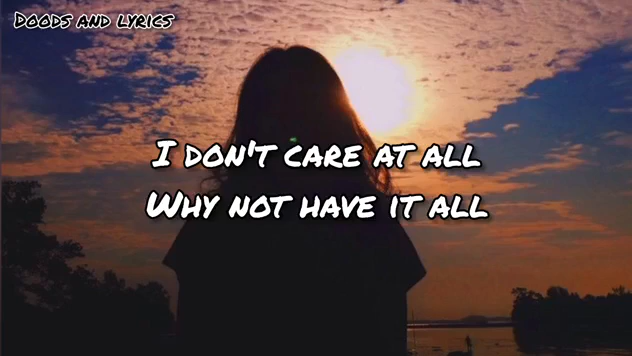 Doods and lyrics
I don't care at all
Why not have it all